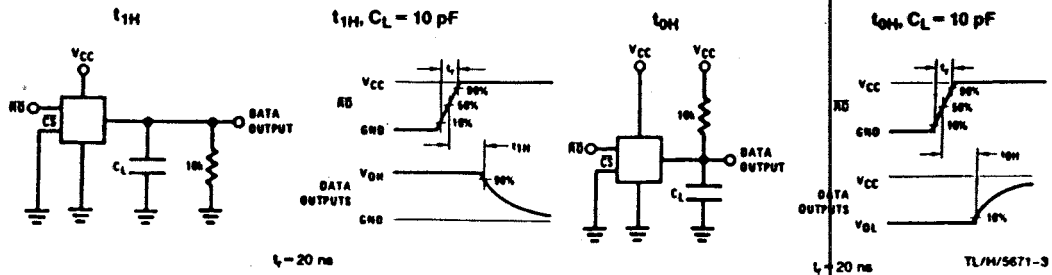 t1H
VCC
RD
CS
DATA
OUTPUT
CL
10k
t1H, CL = 10 pF
tr
VCC
90%
50%
10%
RD
GND
t1H
VOH
90%
DATA
OUTPUTS
GND
tr = 20 ns
t0H
VCC
VCC
10k
RD
CS
DATA
OUTPUT
CL
t0H, CL = 10 pF
tr
VCC
90%
50%
10%
RD
GND
t0H
VCC
DATA
OUTPUTS
VOL
10%
tr = 20 ns
TL/H/5671-3